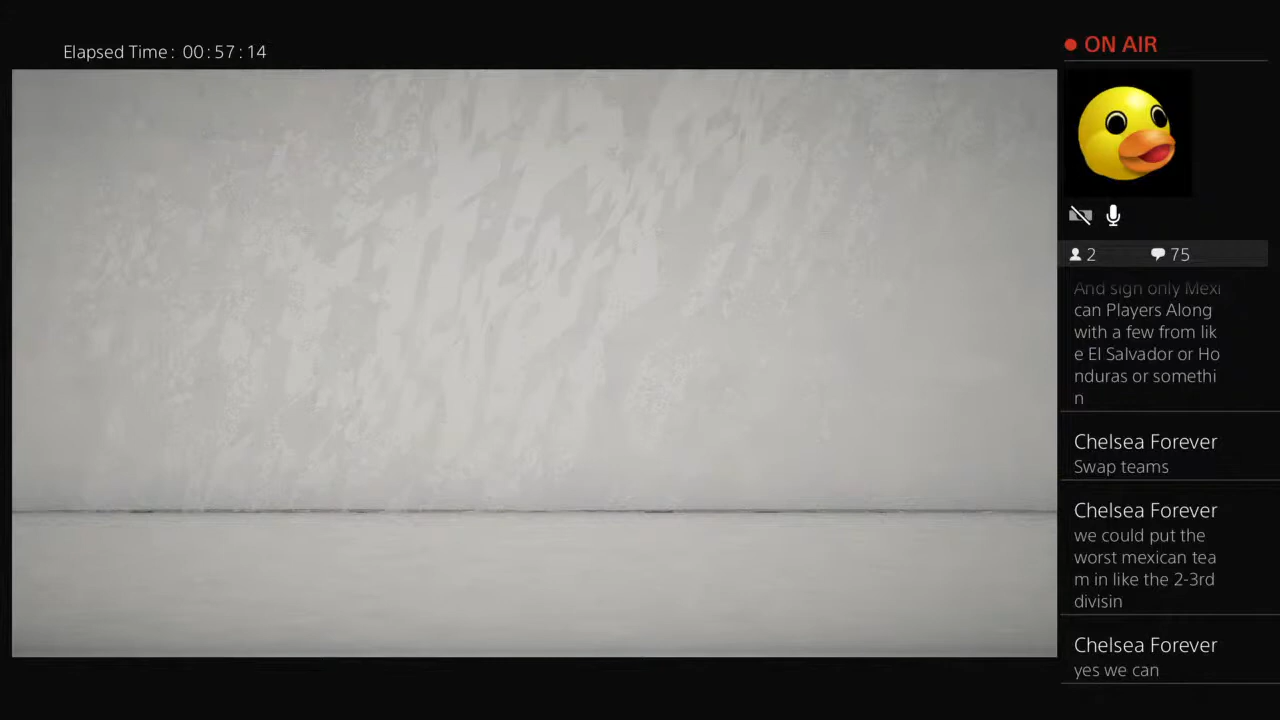 Elapsed Time: 00:57:14
ON AIR
2 75
And sign only Mexi
can Players Along
with a few from lik
e El Salvador or Ho
nduras or somethi
n
Chelsea Forever
Swap teams
Chelsea Forever
we could put the
worst mexican tea
m in like the 2-3rd
divisin
Chelsea Forever
yes we can